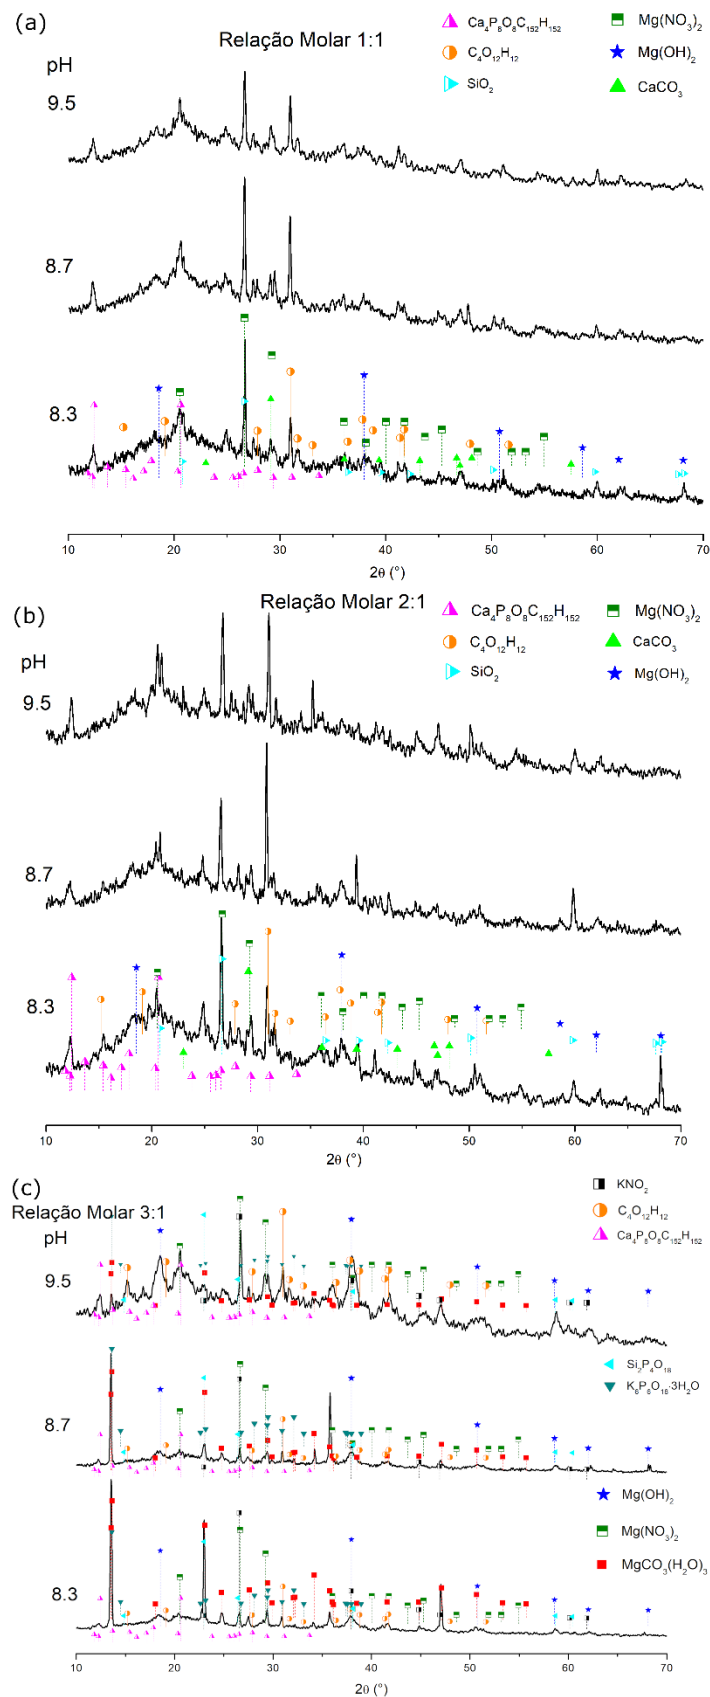 (a)
Relação Molar 1:1
pH
9.5
8.7
8.3
Ca₄P₈O₈C₁₅₂H₁₅₂
C₄O₁₂H₁₂
SiO₂
Mg(NO₃)₂
Mg(OH)₂
CaCO₃
10 20 30 40 50 60 70
2θ (°)
(b)
Relação Molar 2:1
pH
9.5
8.7
8.3
Ca₄P₈O₈C₁₅₂H₁₅₂
C₄O₁₂H₁₂
SiO₂
Mg(NO₃)₂
CaCO₃
Mg(OH)₂
10 20 30 40 50 60 70
2θ (°)
(c)
Relação Molar 3:1
pH
9.5
8.7
8.3
KNO₂
C₄O₁₂H₁₂
Ca₄P₈O₈C₁₅₂H₁₅₂
Si₂P₄O₁₈
K₆P₆O₁₈·3H₂O
Mg(OH)₂
Mg(NO₃)₂
MgCO₃(H₂O)₃
10 20 30 40 50 60 70
2θ (°)